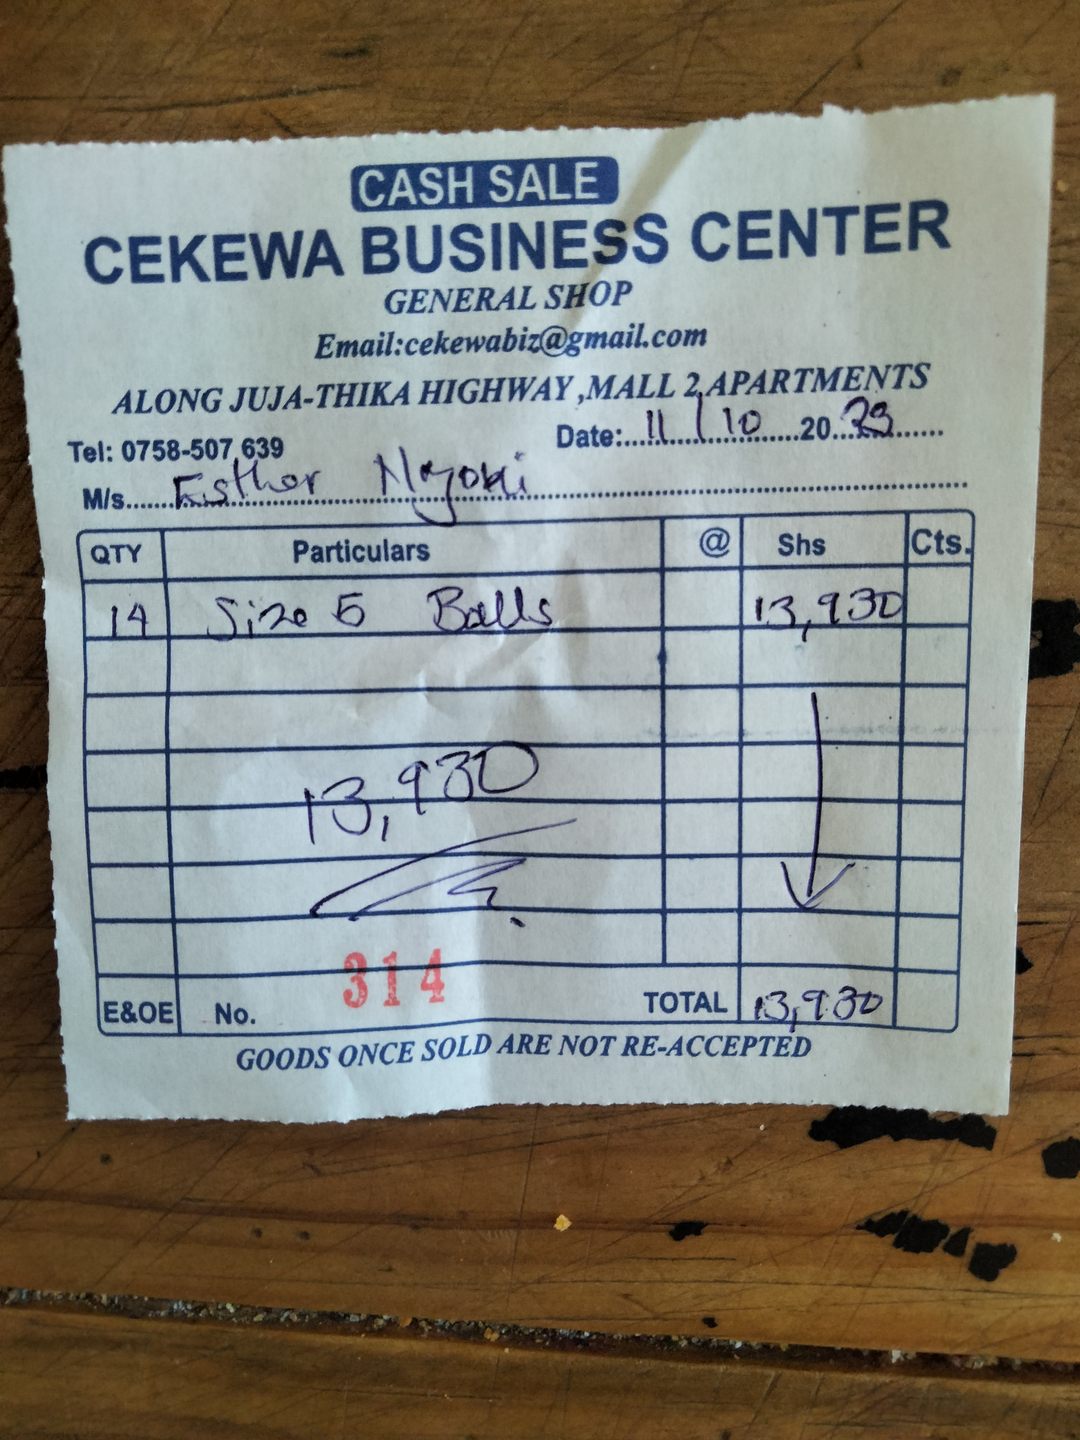 CASH SALE
CEKEWA BUSINESS CENTER
GENERAL SHOP
Email:cekewabiz@gmail.com
ALONG JUJA-THIKA HIGHWAY ,MALL 2,APARTMENTS
Tel: 0758-507 639 Date:....11/10....2023....
M/s.....Esther
QTY Particulars @ Shs Cts.
14 Size 5 Balls 13,930
13,930
E&OE No. 314 TOTAL 13,930
GOODS ONCE SOLD ARE NOT RE-ACCEPTED